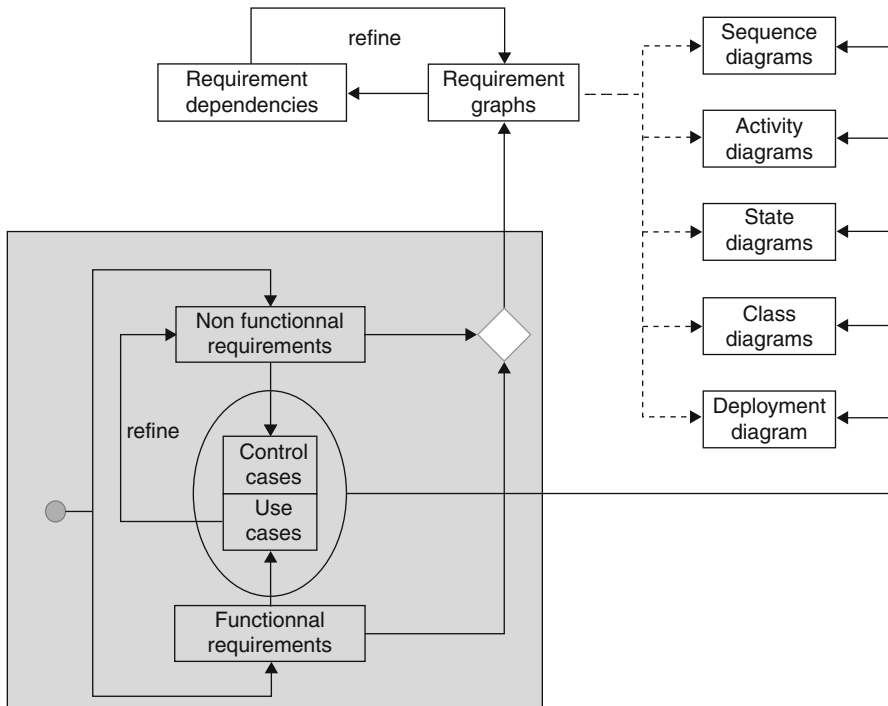 refine
Requirement
dependencies
Requirement
graphs
Sequence
diagrams
Activity
diagrams
State
diagrams
Class
diagrams
Deployment
diagram
Non functionnal
requirements
refine
Control
cases
Use
cases
Functionnal
requirements